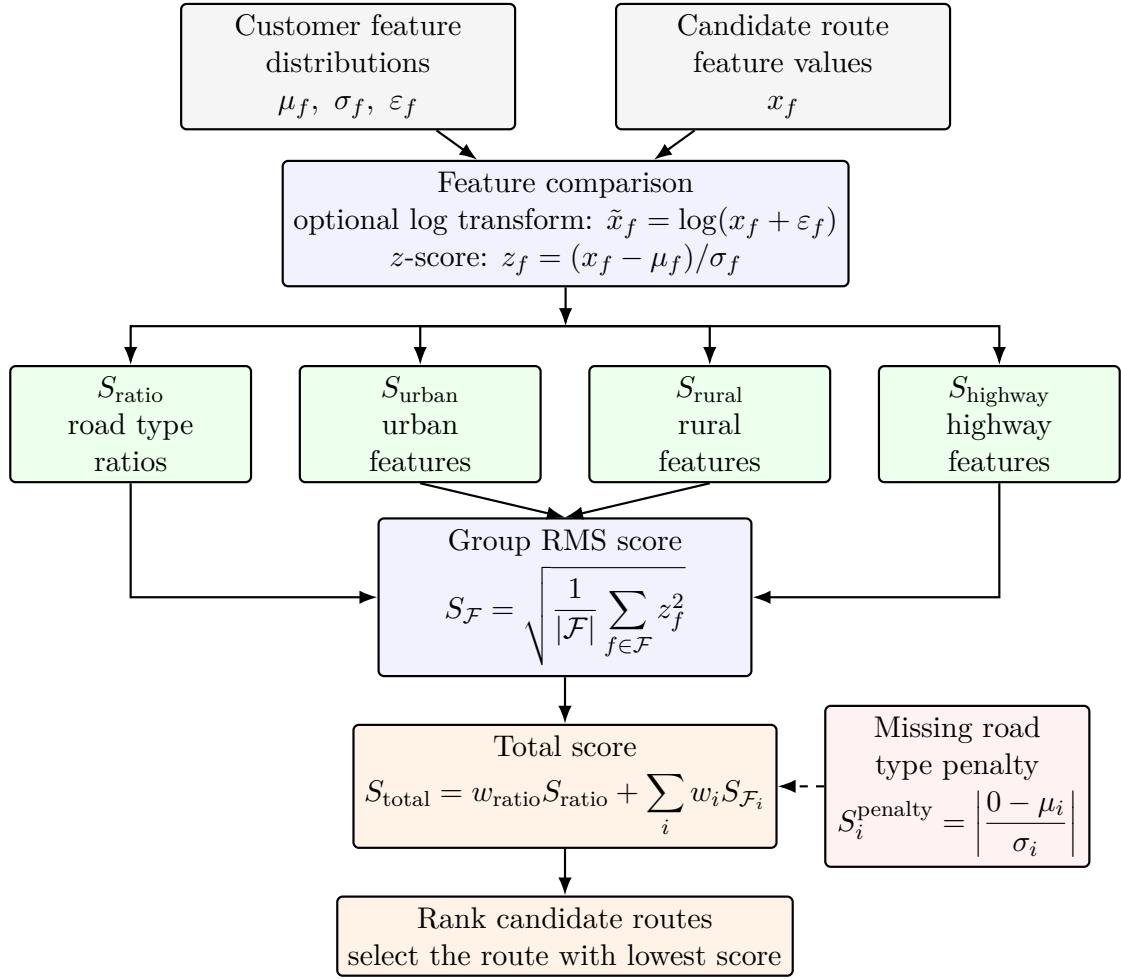 Customer feature
distributions
μ_f, σ_f, ε_f
Candidate route
feature values
x_f
Feature comparison
optional log transform: x̃_f = log(x_f + ε_f)
z-score: z_f = (x_f − μ_f)/σ_f
S_ratio
road type
ratios
S_urban
urban
features
S_rural
rural
features
S_highway
highway
features
Group RMS score
S_ℱ = √(1/|ℱ| ∑_{f∈ℱ} z_f²)
Total score
S_total = w_ratio S_ratio + ∑_i w_i S_{ℱ_i}
Missing road
type penalty
S_i^penalty = |(0 − μ_i)/σ_i|
Rank candidate routes
select the route with lowest score